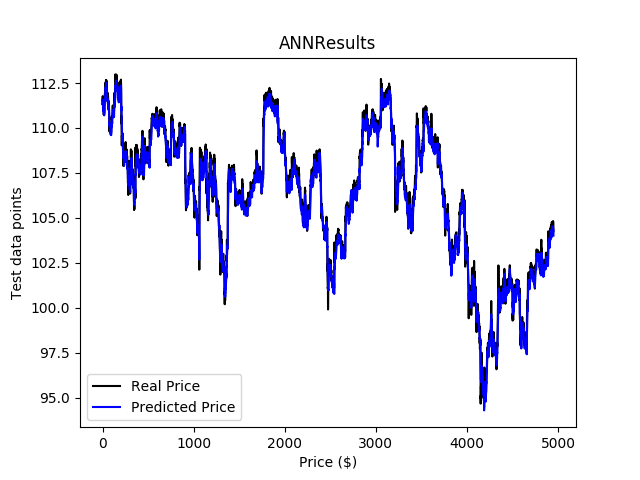 ANNResults
112.5
110.0
107.5
105.0
102.5
100.0
97.5
95.0
Test data points
Real Price
Predicted Price
0
1000
2000
3000
4000
5000
Price ($)